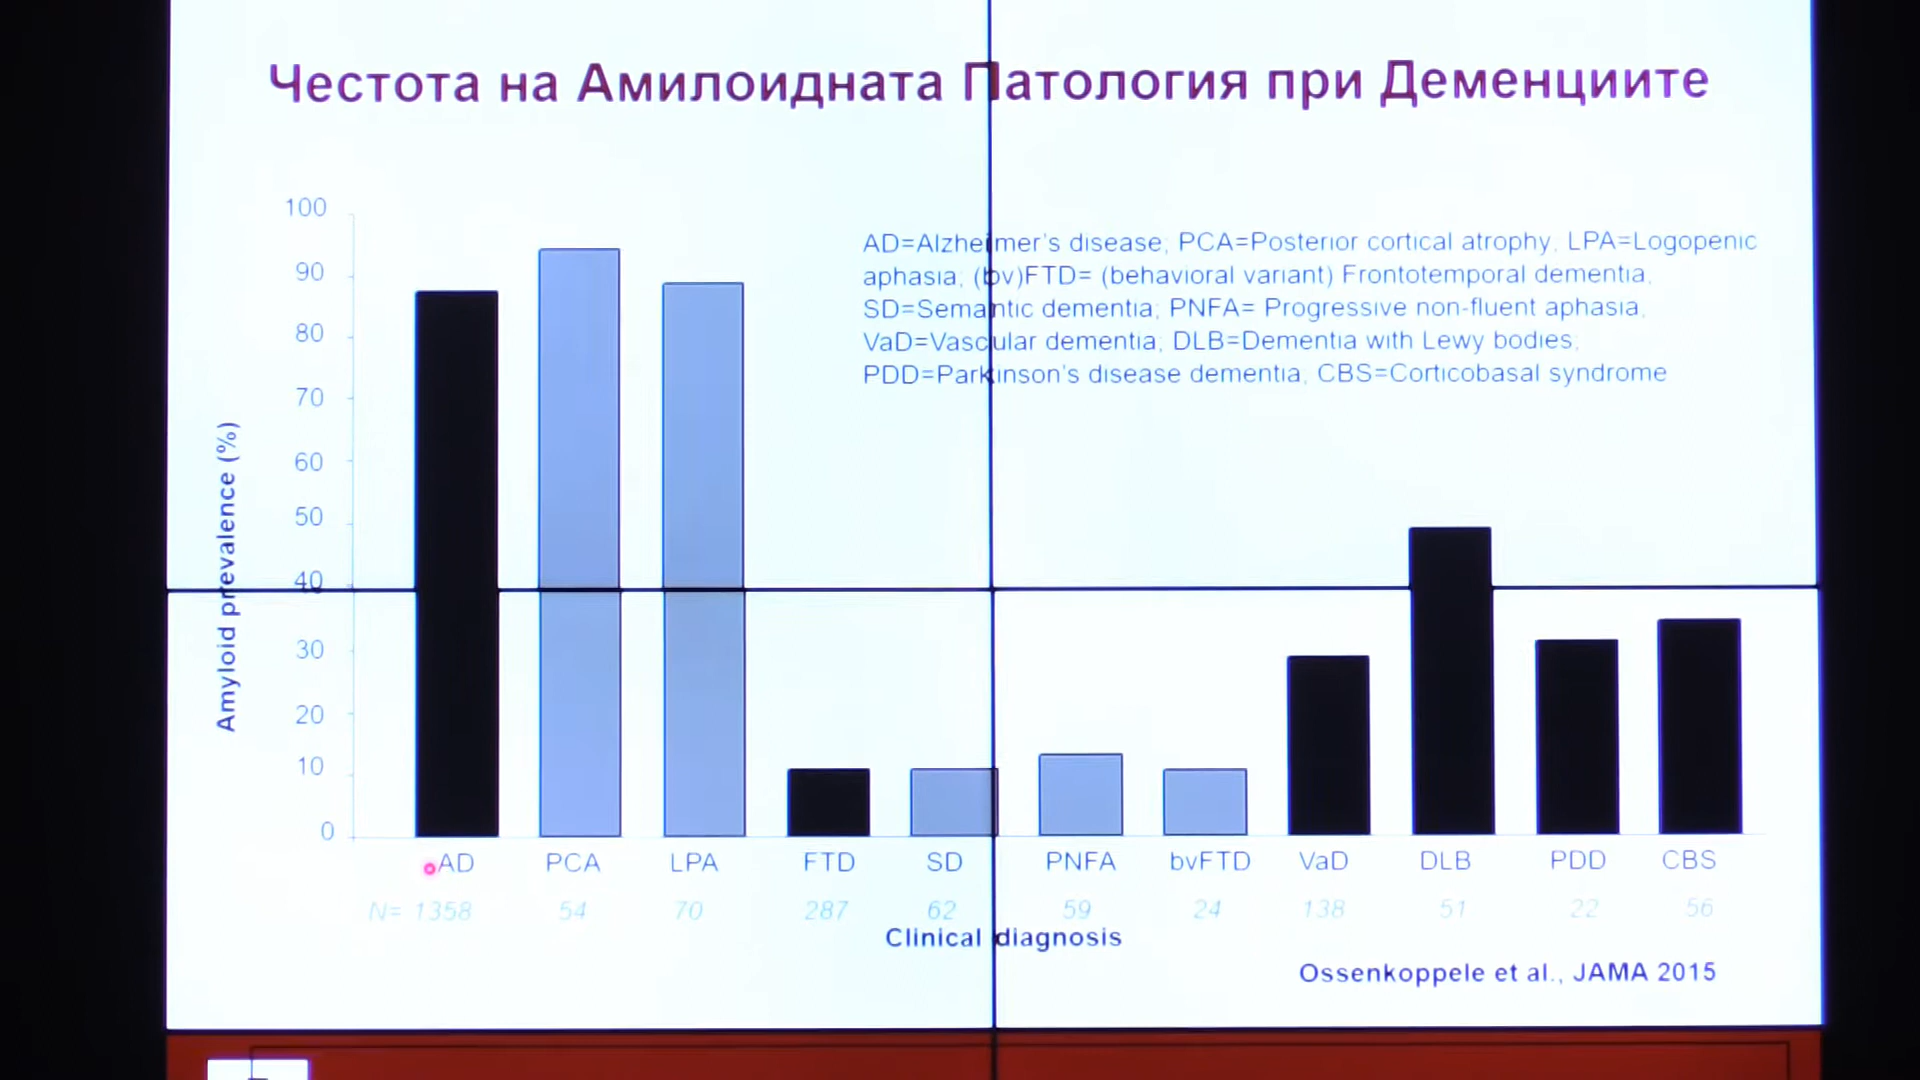 Честота на Амилоидната Патология при Деменциите
100
90
80
70
60
50
40
30
20
10
0
Amyloid prevalence (%)
AD=Alzheimer's disease; PCA=Posterior cortical atrophy; LPA=Logopenic
aphasia; (bv)FTD= (behavioral variant) Frontotemporal dementia;
SD=Semantic dementia; PNFA= Progressive non-fluent aphasia;
VaD=Vascular dementia; DLB=Dementia with Lewy bodies;
PDD=Parkinson's disease dementia; CBS=Corticobasal syndrome
AD PCA LPA FTD SD PNFA bvFTD VaD DLB PDD CBS
N= 1358 54 70 287 62 59 24 138 51 22 56
Clinical diagnosis
Ossenkoppele et al., JAMA 2015